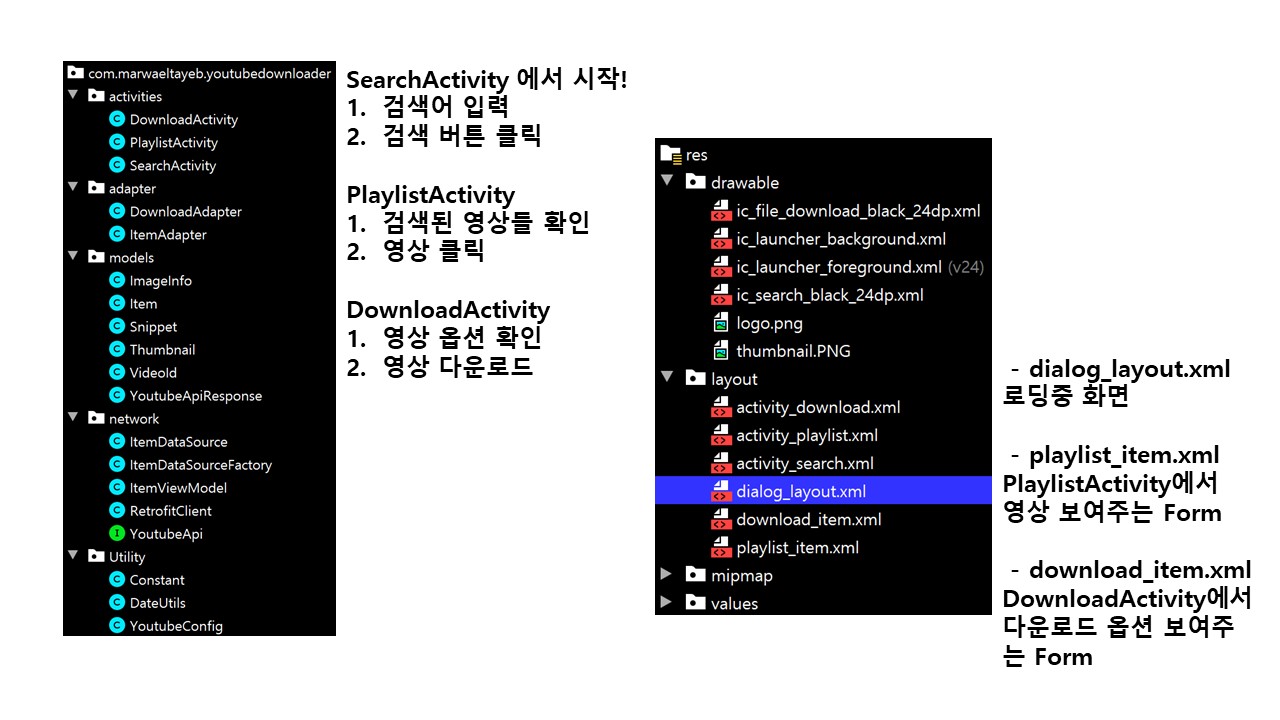 com.marwaeltayeb.youtubedownloader
activities
DownloadActivity
PlaylistActivity
SearchActivity
adapter
DownloadAdapter
ItemAdapter
models
ImageInfo
Item
Snippet
Thumbnail
VideoId
YoutubeApiResponse
network
ItemDataSource
ItemDataSourceFactory
ItemViewModel
RetrofitClient
YoutubeApi
Utility
Constant
DateUtils
YoutubeConfig
SearchActivity 에서 시작!
1. 검색어 입력
2. 검색 버튼 클릭
PlaylistActivity
1. 검색된 영상들 확인
2. 영상 클릭
DownloadActivity
1. 영상 옵션 확인
2. 영상 다운로드
res
drawable
ic_file_download_black_24dp.xml
ic_launcher_background.xml
ic_launcher_foreground.xml (v24)
ic_search_black_24dp.xml
logo.png
thumbnail.PNG
layout
activity_download.xml
activity_playlist.xml
activity_search.xml
dialog_layout.xml
download_item.xml
playlist_item.xml
mipmap
values
- dialog_layout.xml
로딩중 화면
- playlist_item.xml
PlaylistActivity에서
영상 보여주는 Form
- download_item.xml
DownloadActivity에서
다운로드 옵션 보여주
는 Form